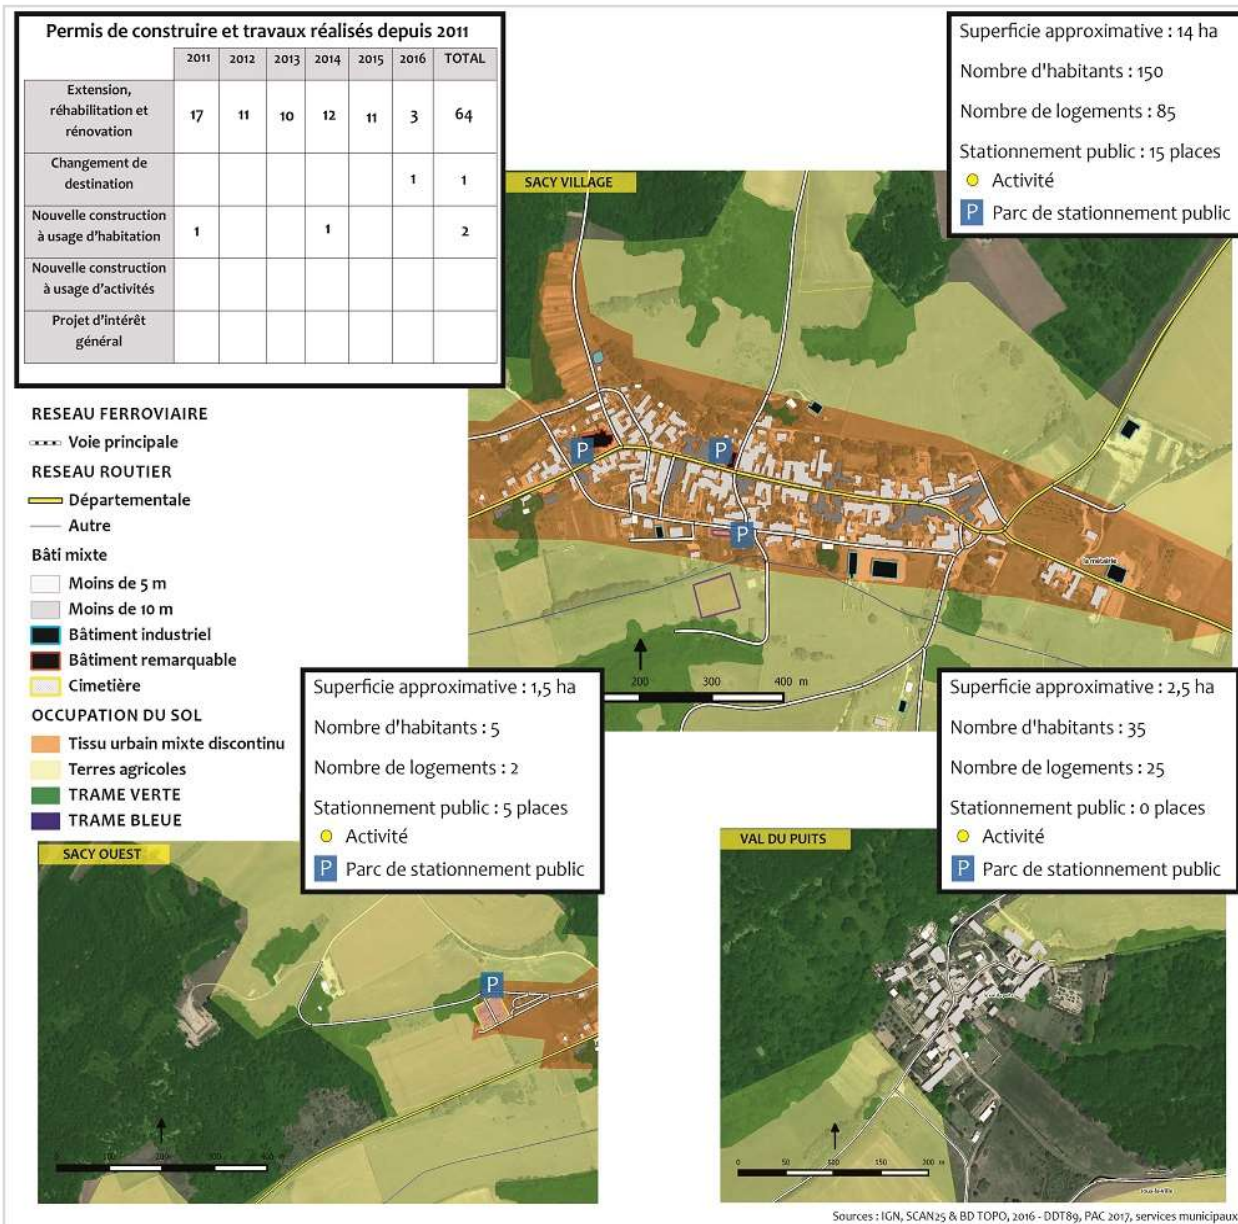 Permis de construire et travaux réalisés depuis 2011
2011 2012 2013 2014 2015 2016 TOTAL
Extension,
réhabilitation et
rénovation
17 11 10 12 11 3 64
Changement de
destination
1 1
Nouvelle construction
à usage d'habitation
1 1 2
Nouvelle construction
à usage d'activités
Projet d'intérêt
général
Superficie approximative : 14 ha
Nombre d'habitants : 150
Nombre de logements : 85
Stationnement public : 15 places
Activité
P Parc de stationnement public
SACY VILLAGE
P
P
P
la métairie
200 300 400 m
RESEAU FERROVIAIRE
Voie principale
RESEAU ROUTIER
Départementale
Autre
Bâti mixte
Moins de 5 m
Moins de 10 m
Bâtiment industriel
Bâtiment remarquable
Cimetière
OCCUPATION DU SOL
Tissu urbain mixte discontinu
Terres agricoles
TRAME VERTE
TRAME BLEUE
Superficie approximative : 1,5 ha
Nombre d'habitants : 5
Nombre de logements : 2
Stationnement public : 5 places
Activité
P Parc de stationnement public
SACY OUEST
P
0 100 200 300 400 m
Superficie approximative : 2,5 ha
Nombre d'habitants : 35
Nombre de logements : 25
Stationnement public : 0 places
Activité
P Parc de stationnement public
VAL DU PUITS
0 50 100 150 200 m
Sources : IGN, SCAN25 & BD TOPO, 2016 - DDT89, PAC 2017, services municipaux